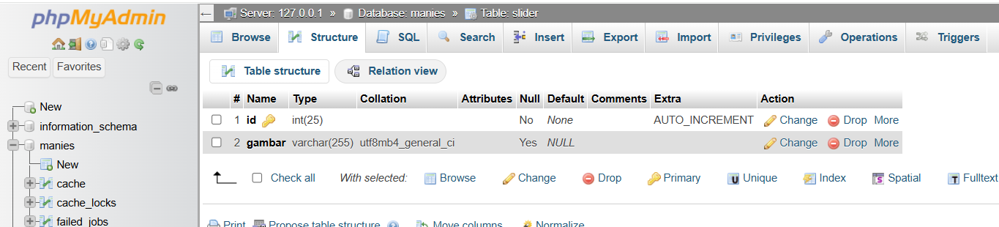 phpMyAdmin
Recent Favorites
New
information_schema
manies
New
cache
cache_locks
failed_jobs
← Server: 127.0.0.1 » Database: manies » Table: slider
Browse Structure SQL Search Insert Export Import Privileges Operations Triggers
Table structure Relation view
# Name Type Collation Attributes Null Default Comments Extra Action
1 id int(25) No None AUTO_INCREMENT Change Drop More
2 gambar varchar(255) utf8mb4_general_ci Yes NULL Change Drop More
Check all With selected: Browse Change Drop Primary U Unique Index S Spatial T Fulltext
Print Propose table structure Move columns Normalize